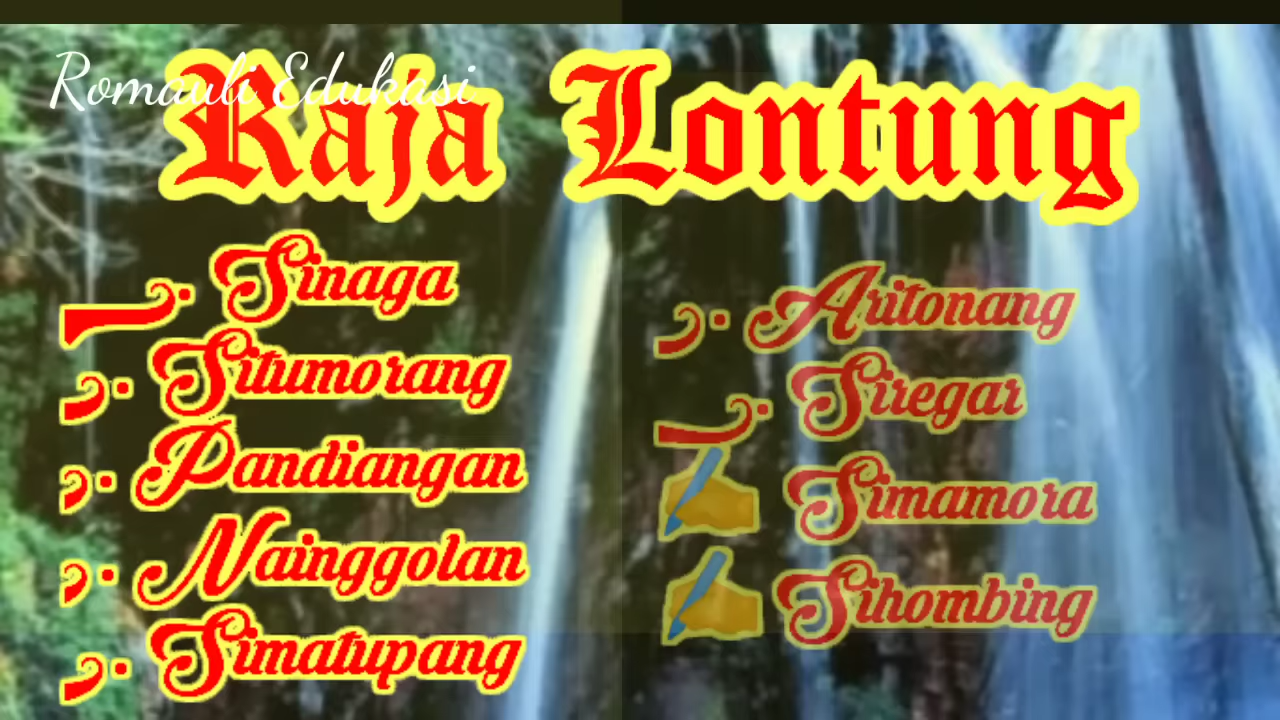 Romauli Edukasi
Raja Lontung
. Sinaga
. Situmorang
. Pandiangan
. Nainggolan
. Simatupang
. Aritonang
. Siregar
✍️ Simamora
✍️ Sihombing